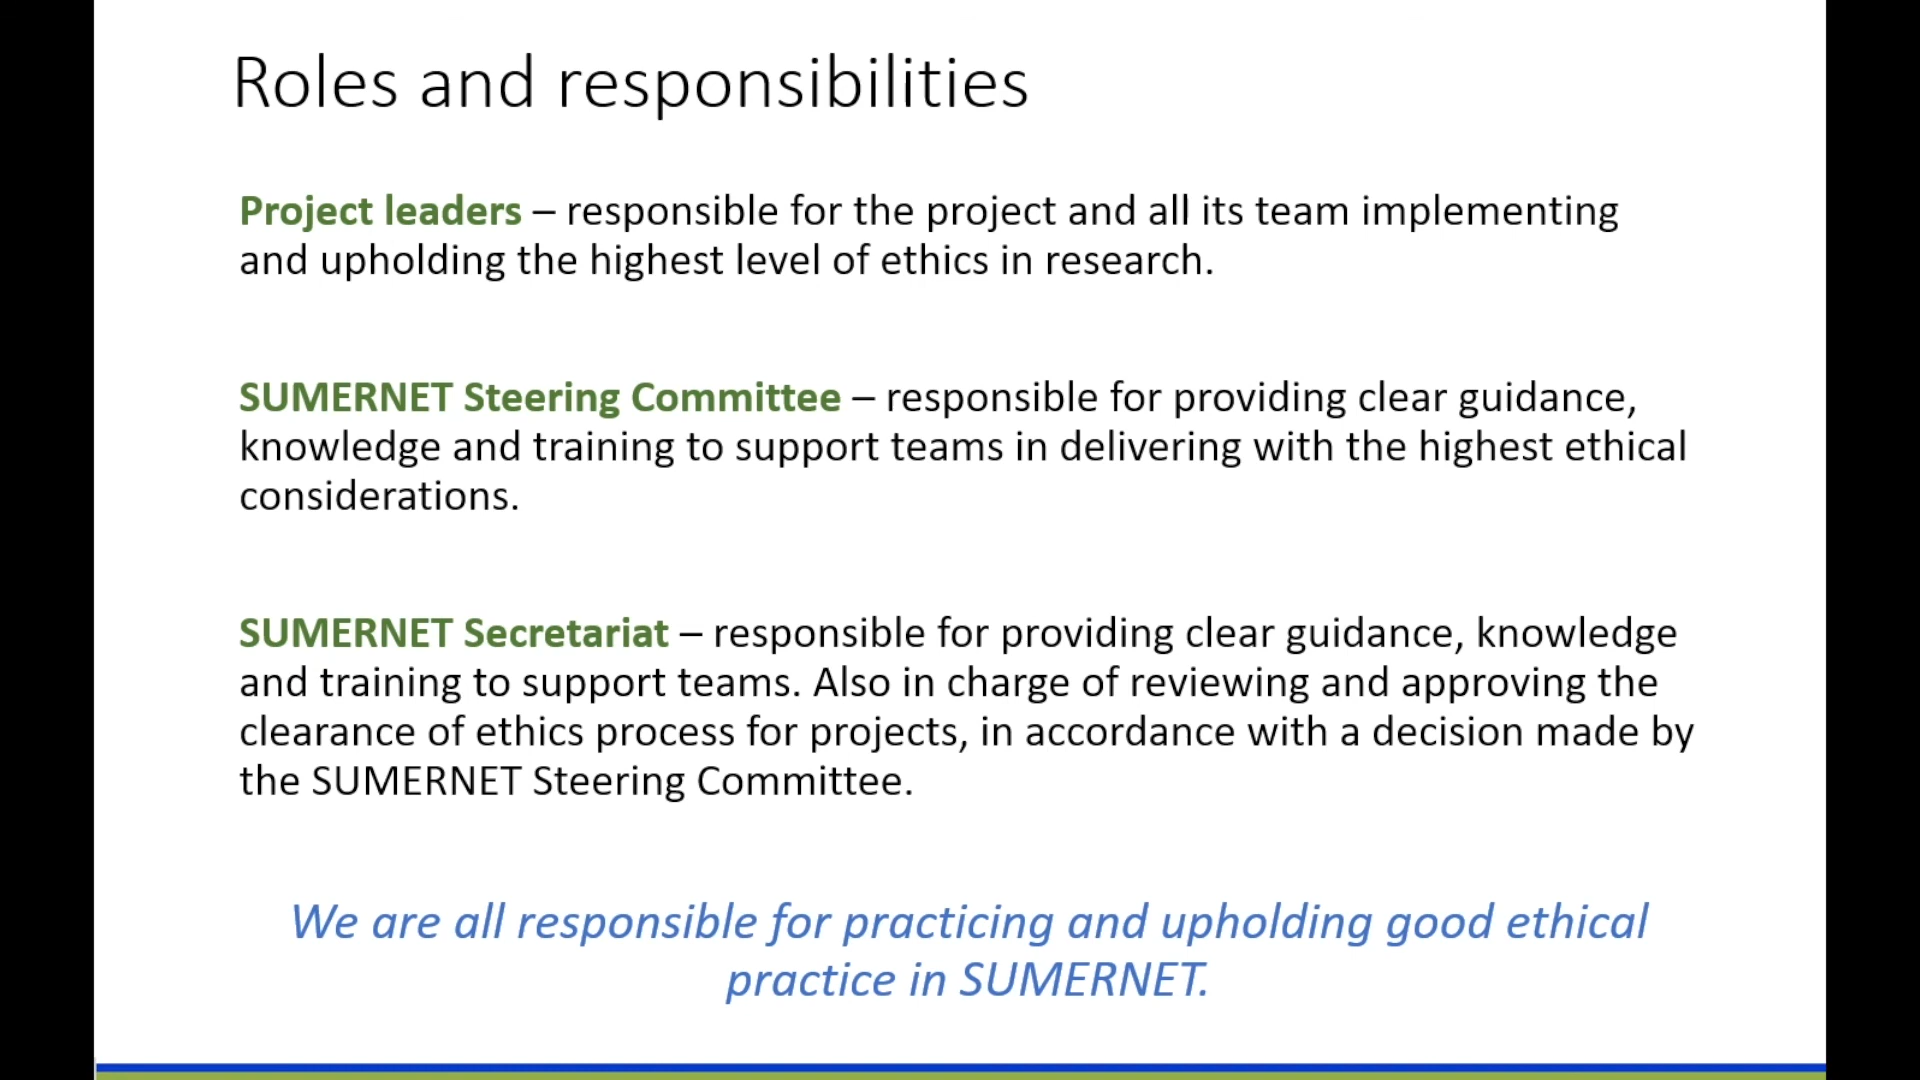 Roles and responsibilities
Project leaders – responsible for the project and all its team implementing
and upholding the highest level of ethics in research.
SUMERNET Steering Committee – responsible for providing clear guidance,
knowledge and training to support teams in delivering with the highest ethical
considerations.
SUMERNET Secretariat – responsible for providing clear guidance, knowledge
and training to support teams. Also in charge of reviewing and approving the
clearance of ethics process for projects, in accordance with a decision made by
the SUMERNET Steering Committee.
We are all responsible for practicing and upholding good ethical
practice in SUMERNET.